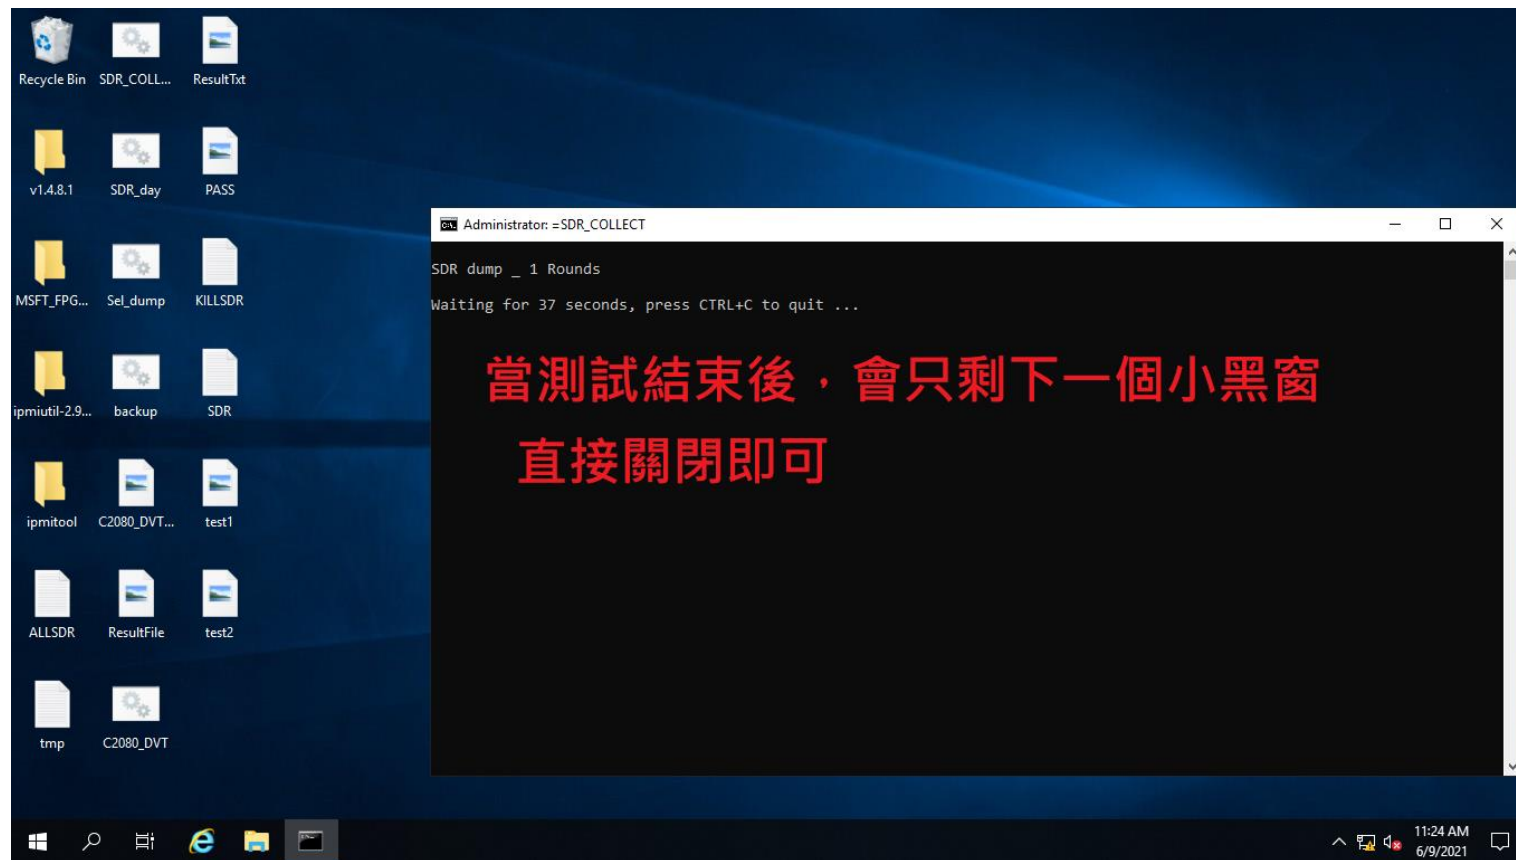 Recycle Bin
SDR_COLL...
ResultTxt
v1.4.8.1
SDR_day
PASS
MSFT_FPG...
Sel_dump
KILLSDR
ipmiutil-2.9...
backup
SDR
ipmitool
C2080_DVT...
test1
ALLSDR
ResultFile
test2
tmp
C2080_DVT
Administrator: =SDR_COLLECT
SDR dump _ 1 Rounds
Waiting for 37 seconds, press CTRL+C to quit ...
當測試結束後，會只剩下一個小黑窗
直接關閉即可
11:24 AM
6/9/2021